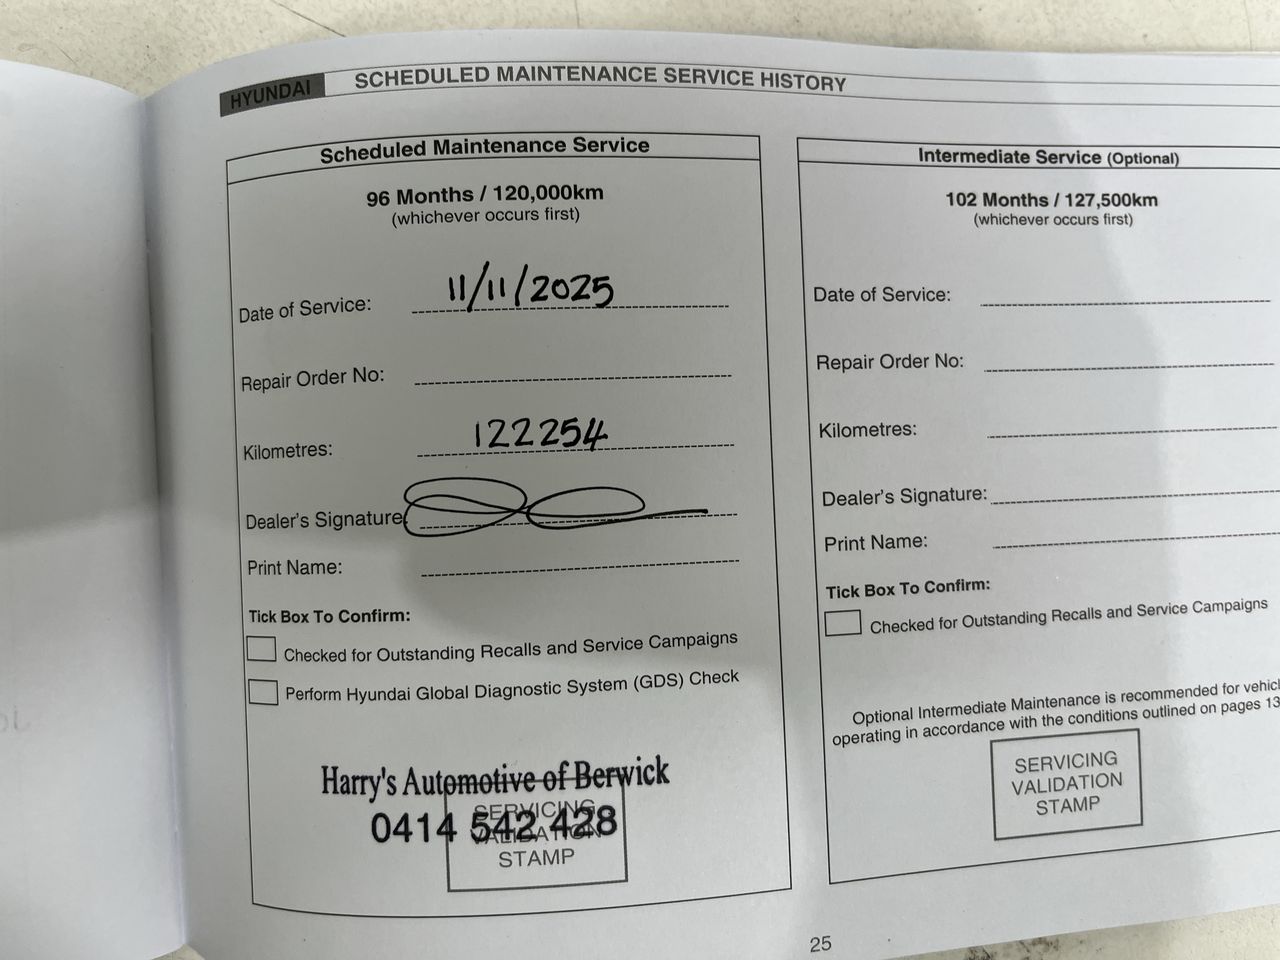 HYUNDAI SCHEDULED MAINTENANCE SERVICE HISTORY
Scheduled Maintenance Service
96 Months / 120,000km
(whichever occurs first)
Date of Service: 11/11/2025
Repair Order No:
Kilometres: 122254
Dealer's Signature
Print Name:
Tick Box To Confirm:
Checked for Outstanding Recalls and Service Campaigns
Perform Hyundai Global Diagnostic System (GDS) Check
Harry's Automotive of Berwick
0414 542 428
SERVICING
VALIDATION
STAMP
Intermediate Service (Optional)
102 Months / 127,500km
(whichever occurs first)
Date of Service:
Repair Order No:
Kilometres:
Dealer's Signature:
Print Name:
Tick Box To Confirm:
Checked for Outstanding Recalls and Service Campaigns
Optional Intermediate Maintenance is recommended for
operating in accordance with the conditions outlined on pages 13
SERVICING
VALIDATION
STAMP
25